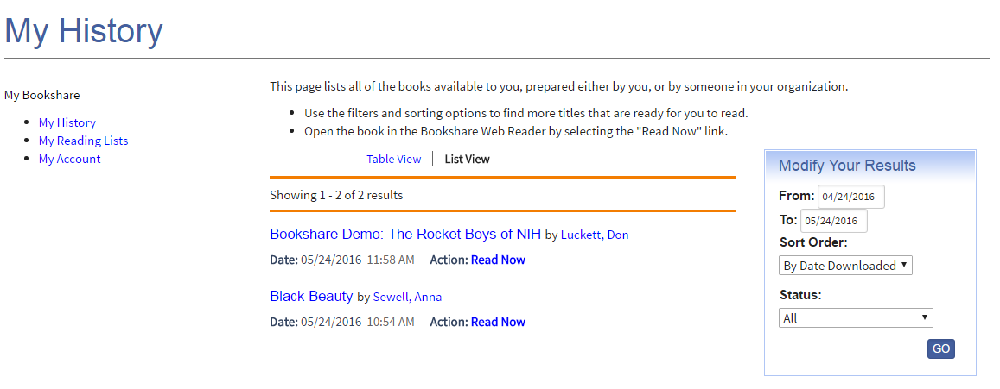 My History
My Bookshare
My History
My Reading Lists
My Account
This page lists all of the books available to you, prepared either by you, or by someone in your organization.
Use the filters and sorting options to find more titles that are ready for you to read.
Open the book in the Bookshare Web Reader by selecting the "Read Now" link.
Table View | List View
Showing 1 - 2 of 2 results
Bookshare Demo: The Rocket Boys of NIH by Luckett, Don
Date: 05/24/2016 11:58 AM Action: Read Now
Black Beauty by Sewell, Anna
Date: 05/24/2016 10:54 AM Action: Read Now
Modify Your Results
From: 04/24/2016
To: 05/24/2016
Sort Order:
By Date Downloaded
Status:
All
GO